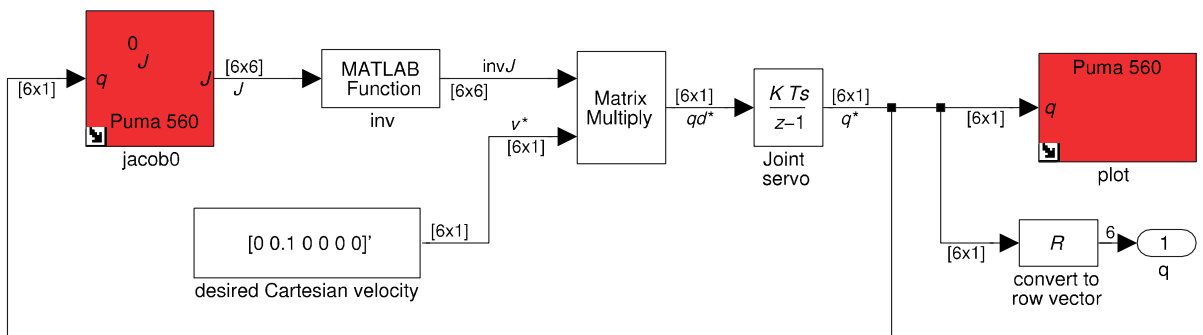 0
J
q
J
Puma 560
jacob0
[6x1]
[6x6]
J
MATLAB
Function
inv
invJ
[6x6]
v*
[6x1]
[0 0.1 0 0 0 0]’
desired Cartesian velocity
[6x1]
Matrix
Multiply
[6x1]
qd*
K Ts
z–1
Joint
servo
[6x1]
q*
[6x1]
Puma 560
q
plot
[6x1]
R
convert to
row vector
6
1
q